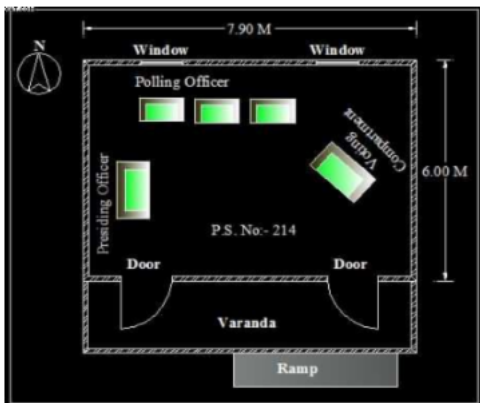 7.90 M
N
Window
Window
Polling Officer
Voting
Compartment
6.00 M
Presiding Officer
P.S. No:- 214
Door
Door
Varanda
Ramp